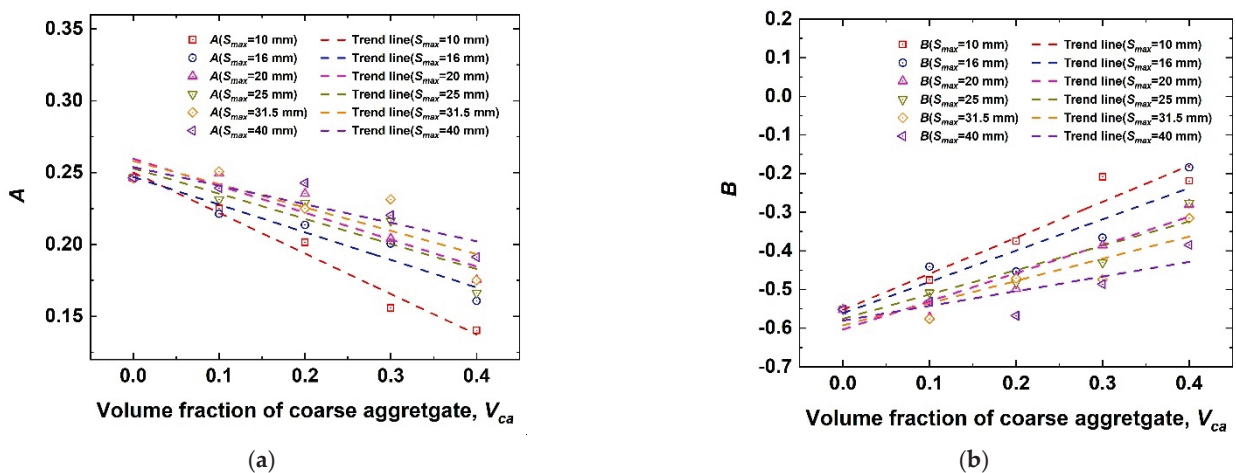 0.35
0.30
0.25
0.20
0.15
A
A(Smax=10 mm) Trend line(Smax=10 mm)
A(Smax=16 mm) Trend line(Smax=16 mm)
A(Smax=20 mm) Trend line(Smax=20 mm)
A(Smax=25 mm) Trend line(Smax=25 mm)
A(Smax=31.5 mm) Trend line(Smax=31.5 mm)
A(Smax=40 mm) Trend line(Smax=40 mm)
0.0 0.1 0.2 0.3 0.4
Volume fraction of coarse aggretgate, Vca
(a)
0.2
0.1
0.0
-0.1
-0.2
-0.3
-0.4
-0.5
-0.6
-0.7
B
B(Smax=10 mm) Trend line(Smax=10 mm)
B(Smax=16 mm) Trend line(Smax=16 mm)
B(Smax=20 mm) Trend line(Smax=20 mm)
B(Smax=25 mm) Trend line(Smax=25 mm)
B(Smax=31.5 mm) Trend line(Smax=31.5 mm)
B(Smax=40 mm) Trend line(Smax=40 mm)
0.0 0.1 0.2 0.3 0.4
Volume fraction of coarse aggretgate, Vca
(b)